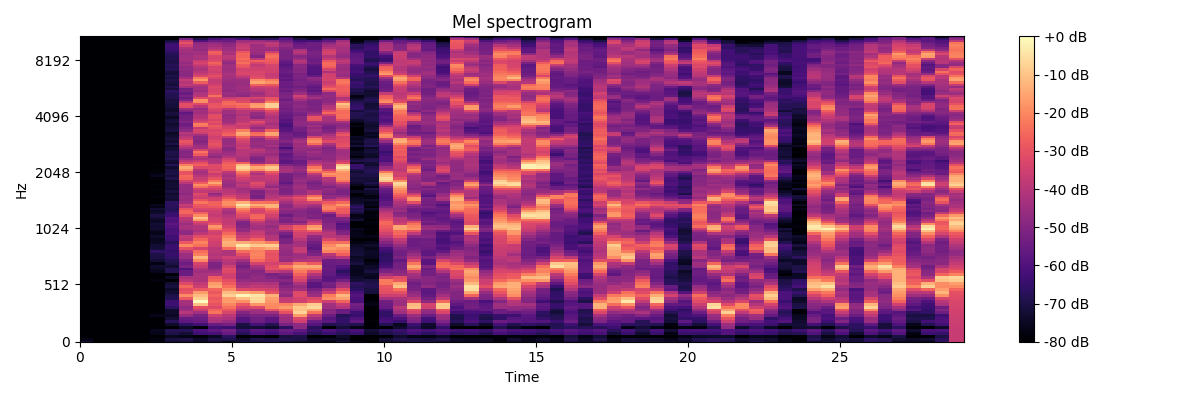 Mel spectrogram
Hz
8192
4096
2048
1024
512
0
0 5 10 15 20 25
Time
+0 dB
-10 dB
-20 dB
-30 dB
-40 dB
-50 dB
-60 dB
-70 dB
-80 dB